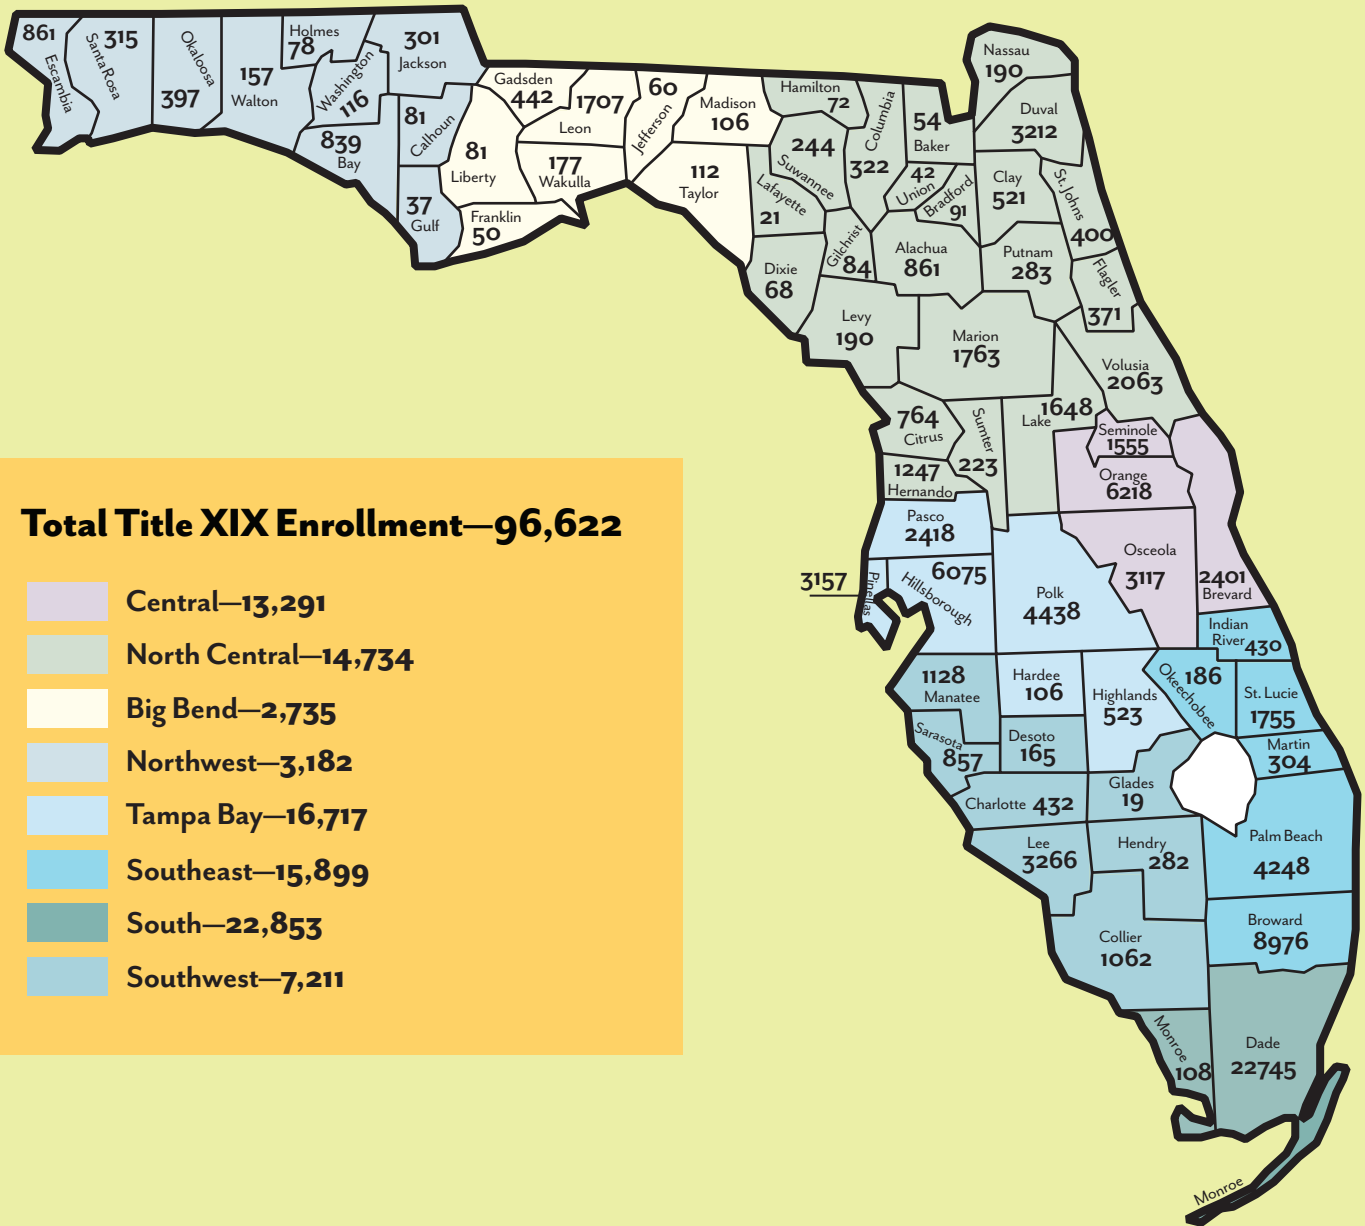 861
Escambia
Santa Rosa
315
Okaloosa
397
157
Walton
Holmes
78
Washington
116
301
Jackson
839
Bay
81
Calhoun
37
Gulf
Gadsden
442
1707
Leon
81
Liberty
177
Wakulla
Franklin
50
60
Jefferson
Madison
106
112
Taylor
Hamilton
72
244
Suwannee
Lafayette
21
Columbia
322
54
Baker
42
Union
Bradford
91
Nassau
190
Duval
3212
Clay
521
St. Johns
400
Dixie
68
Gilchrist
84
Alachua
861
Putnam
283
Flagler
371
Levy
190
Marion
1763
Volusia
2063
764
Citrus
Sumter
223
Lake
1648
Seminole
1555
1247
Hernando
Orange
6218
Pasco
2418
Osceola
3117
2401
Brevard
3157
Pinellas
6075
Hillsborough
Polk
4438
Indian
River 430
1128
Manatee
Hardee
106
Highlands
523
186
Okeechobee
St. Lucie
1755
Sarasota
857
Desoto
165
Martin
304
Charlotte 432
Glades
19
Lee
3266
Hendry
282
Palm Beach
4248
Collier
1062
Broward
8976
Monroe
108
Dade
22745
Monroe
Total Title XIX Enrollment—96,622
Central—13,291
North Central—14,734
Big Bend—2,735
Northwest—3,182
Tampa Bay—16,717
Southeast—15,899
South—22,853
Southwest—7,211